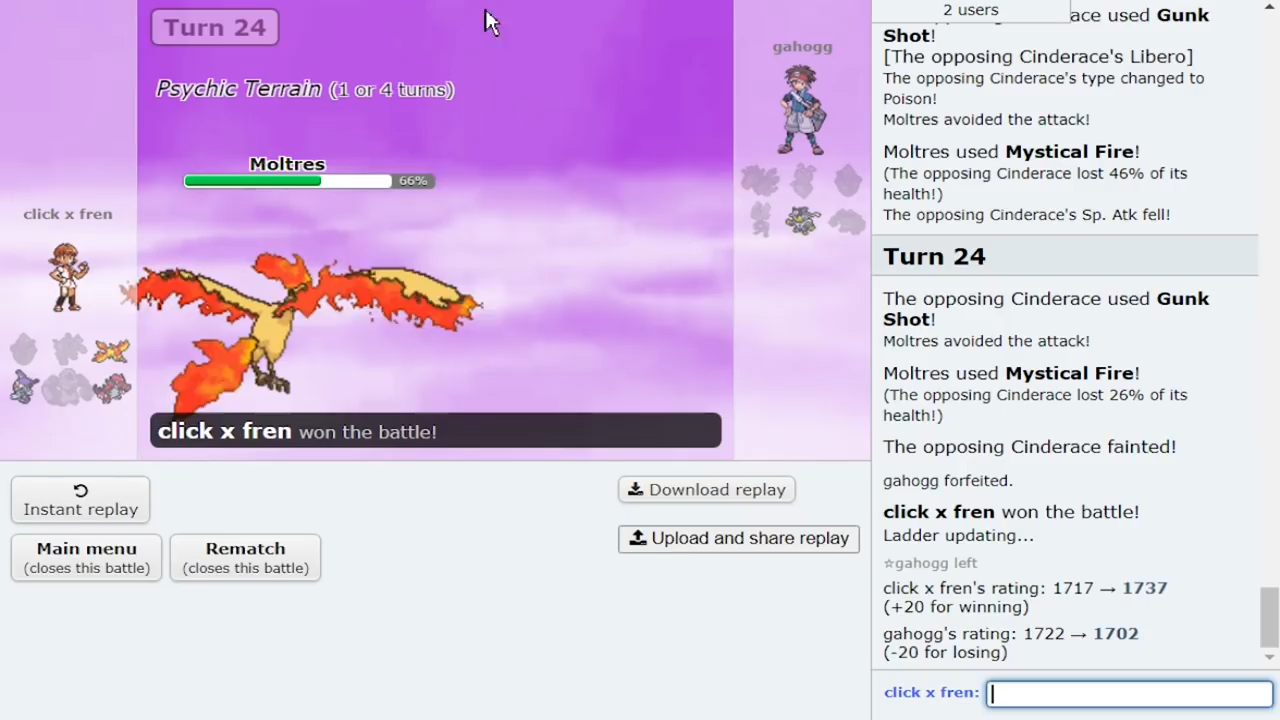 Turn 24
Psychic Terrain (1 or 4 turns)
Moltres
66%
click x fren
gahogg
click x fren won the battle!
Instant replay
Download replay
Upload and share replay
Main menu
(closes this battle)
Rematch
(closes this battle)
2 users
ace used Gunk
Shot!
[The opposing Cinderace's Libero]
The opposing Cinderace's type changed to
Poison!
Moltres avoided the attack!
Moltres used Mystical Fire!
(The opposing Cinderace lost 46% of its
health!)
The opposing Cinderace's Sp. Atk fell!
Turn 24
The opposing Cinderace used Gunk
Shot!
Moltres avoided the attack!
Moltres used Mystical Fire!
(The opposing Cinderace lost 26% of its
health!)
The opposing Cinderace fainted!
gahogg forfeited.
click x fren won the battle!
Ladder updating...
☆gahogg left
click x fren's rating: 1717 → 1737
(+20 for winning)
gahogg's rating: 1722 → 1702
(-20 for losing)
click x fren: